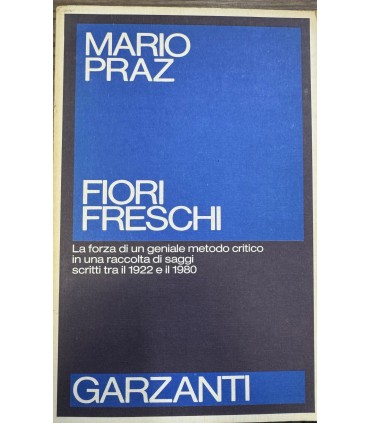 MARIO
PRAZ
FIORI
FRESCHI
La forza di un geniale metodo critico
in una raccolta di saggi
scritti tra il 1922 e il 1980
GARZANTI